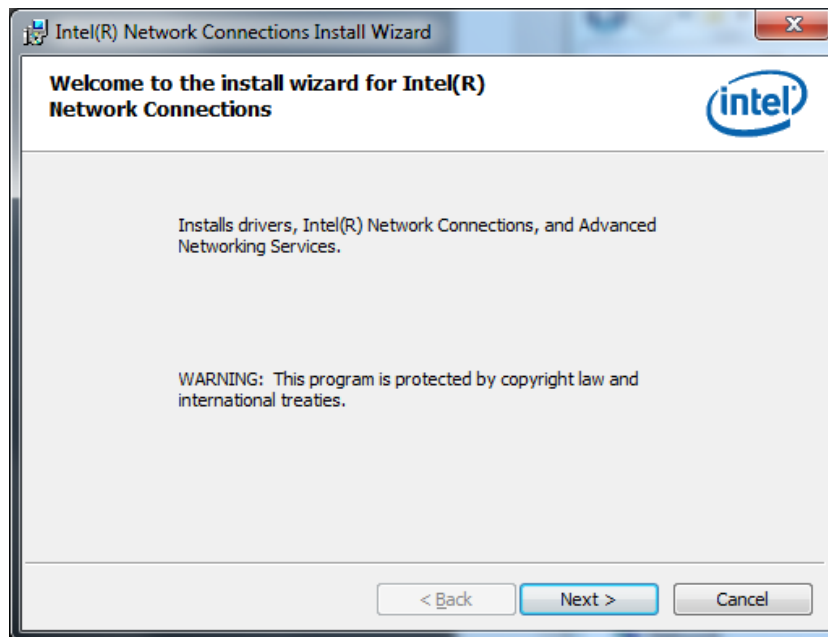 Intel(R) Network Connections Install Wizard
X
Welcome to the install wizard for Intel(R)
Network Connections
intel
Installs drivers, Intel(R) Network Connections, and Advanced
Networking Services.
WARNING:  This program is protected by copyright law and
international treaties.
< Back
Next >
Cancel